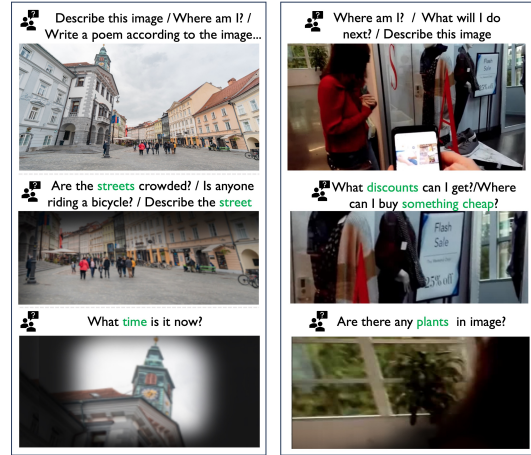 Describe this image / Where am I? /
Write a poem according to the image...
Are the streets crowded? / Is anyone
riding a bicycle? / Describe the street
What time is it now?
Where am I? / What will I do
next? / Describe this image
Flash
Sale
What discounts can I get?/Where
can I buy something cheap?
Flash
Sale
25% off
Are there any plants in image?